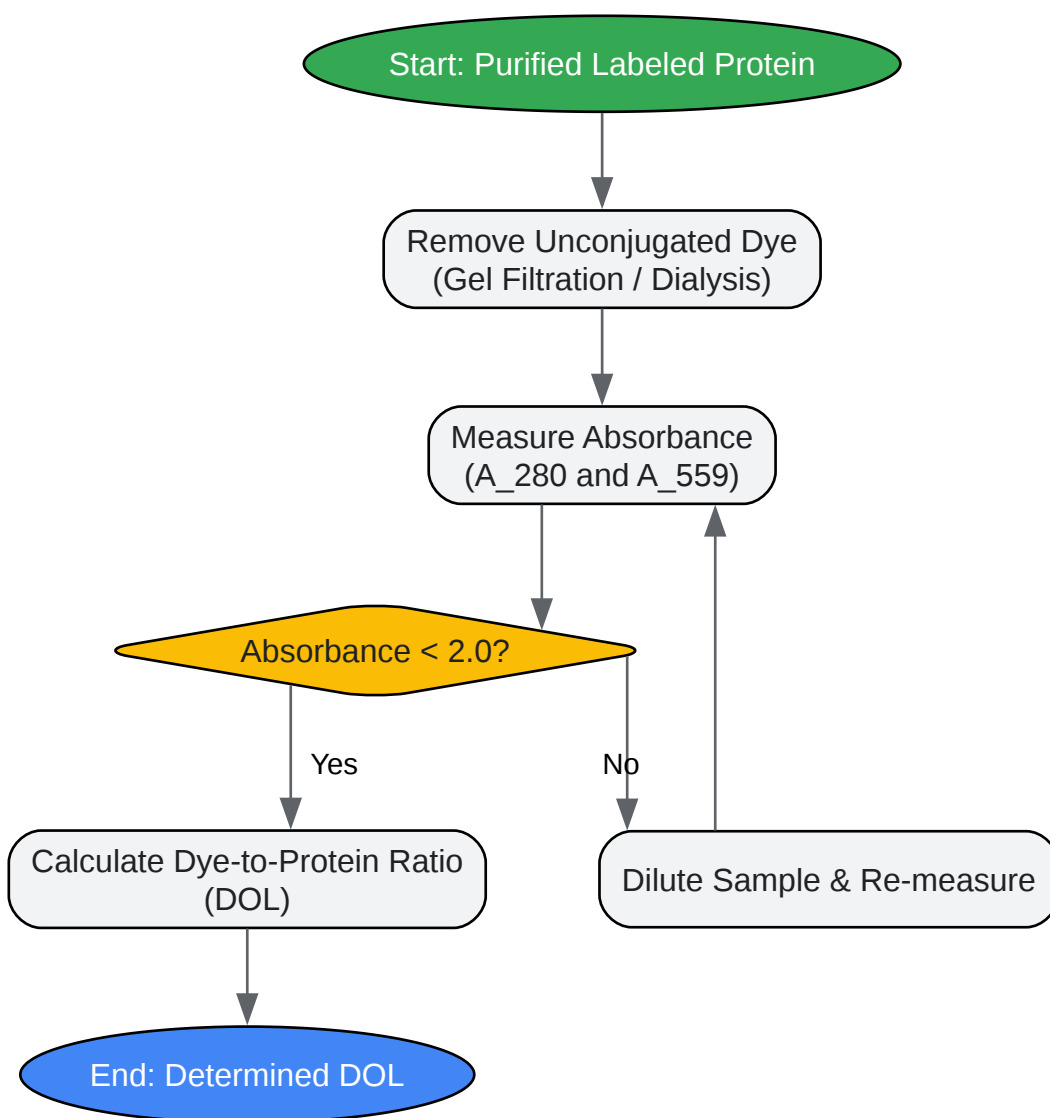 Start: Purified Labeled Protein
Remove Unconjugated Dye
(Gel Filtration / Dialysis)
Measure Absorbance
(A_280 and A_559)
Absorbance < 2.0?
Yes
No
Calculate Dye-to-Protein Ratio
(DOL)
Dilute Sample & Re-measure
End: Determined DOL